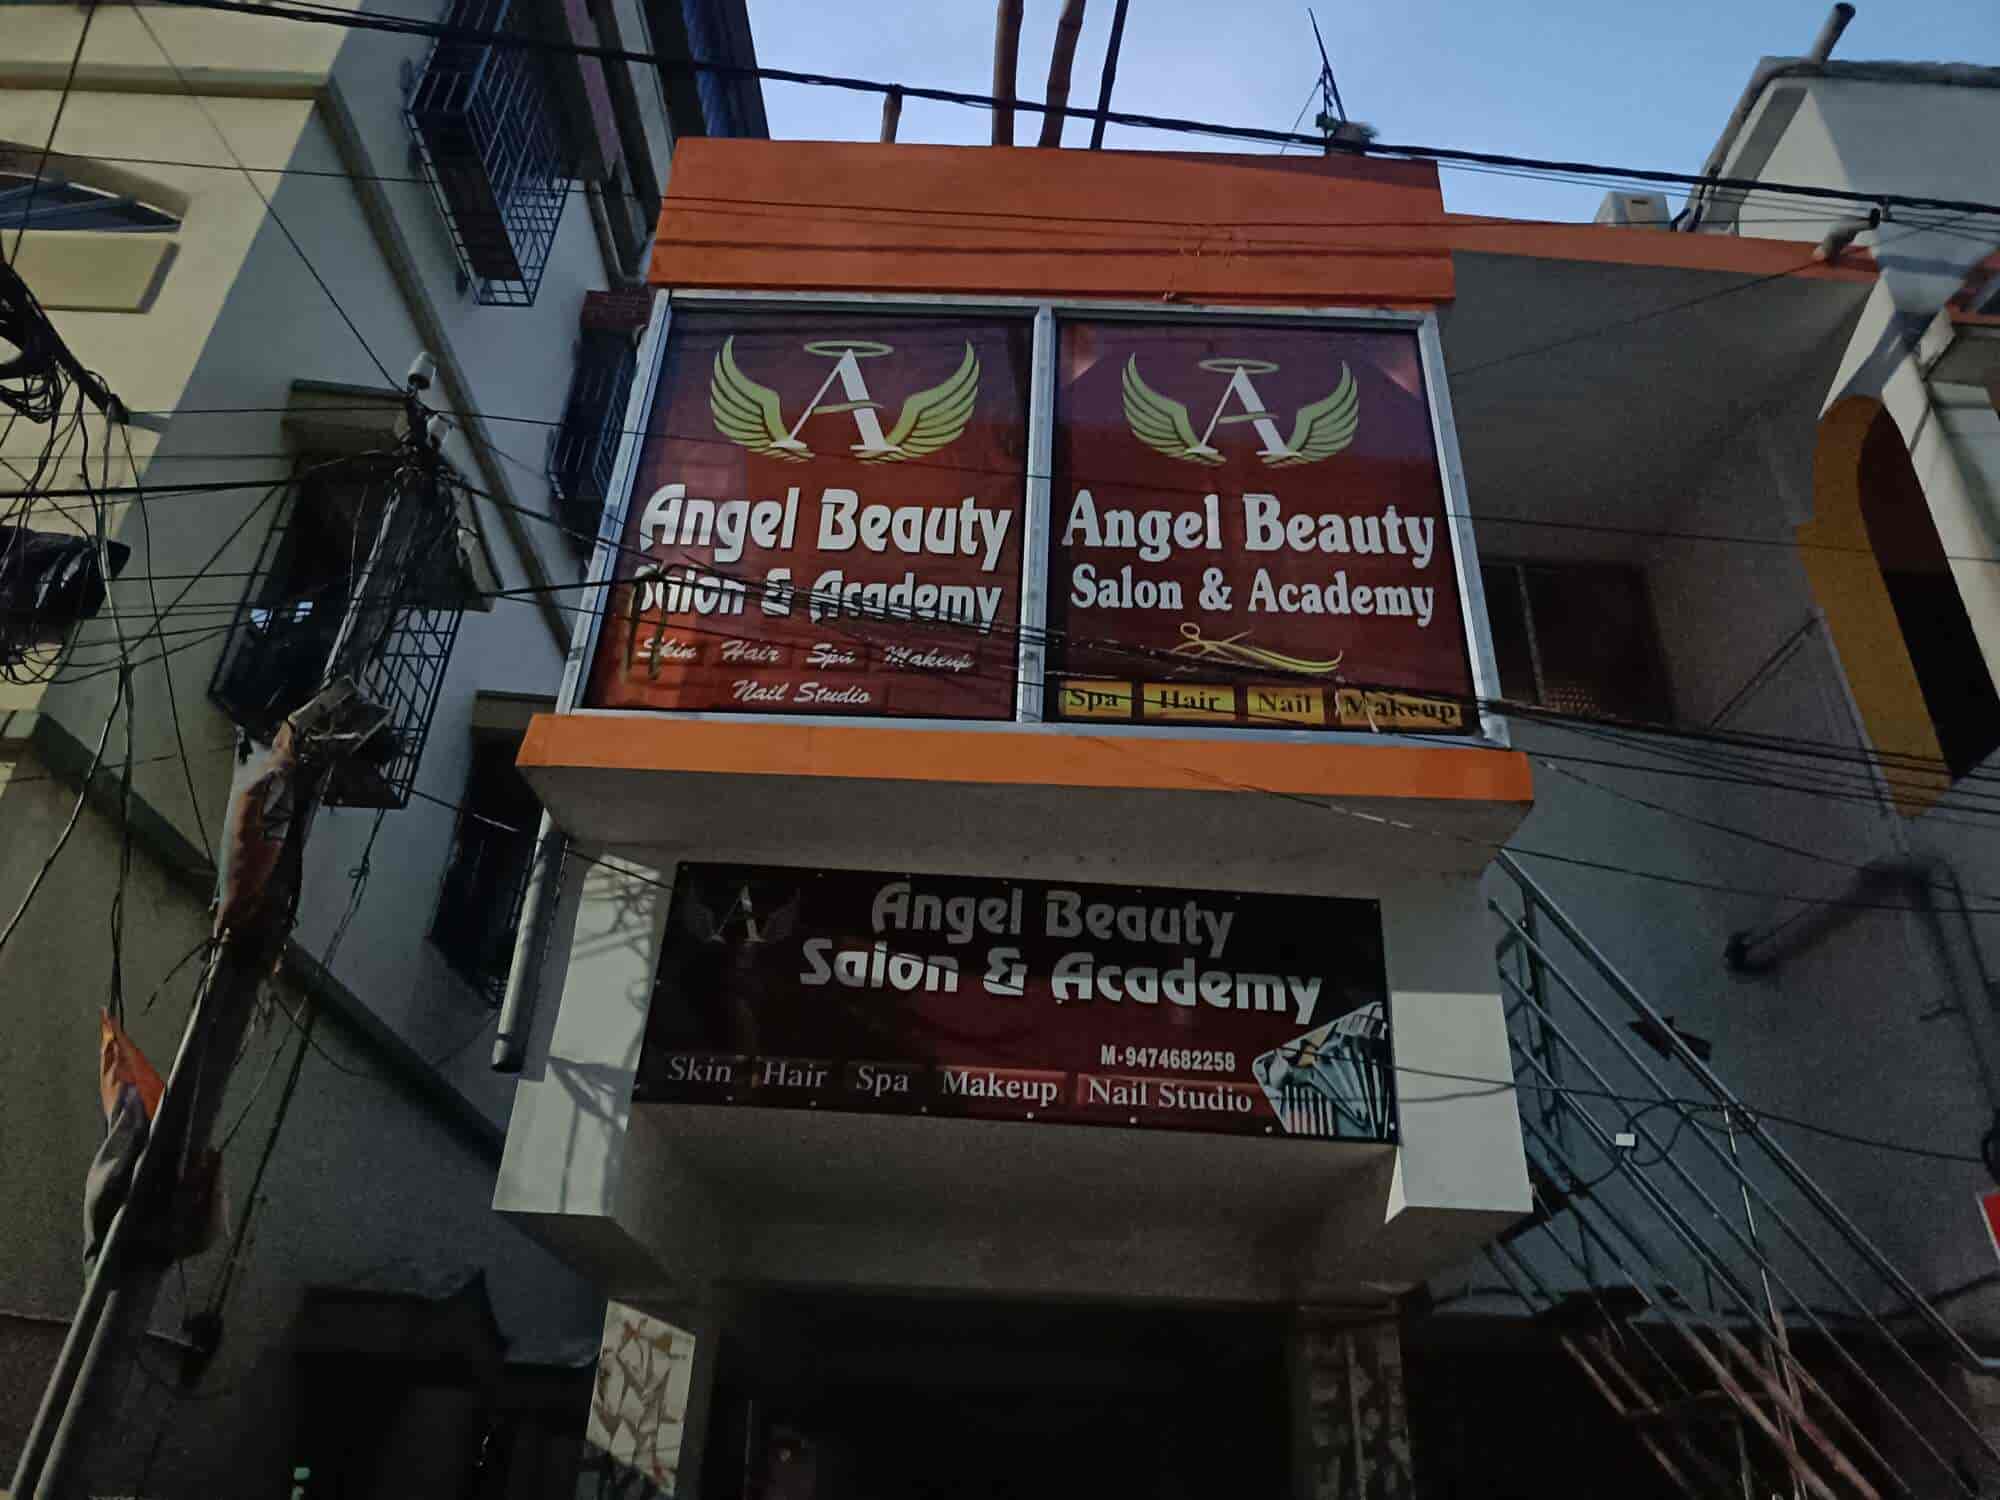 A
Angel Beauty
Salon & Academy
Skin Hair Spa Makeup
Nail Studio
A
Angel Beauty
Salon & Academy
Spa Hair Nail Makeup
A
Angel Beauty
Salon & Academy
M-9474682258
Skin Hair Spa Makeup Nail Studio